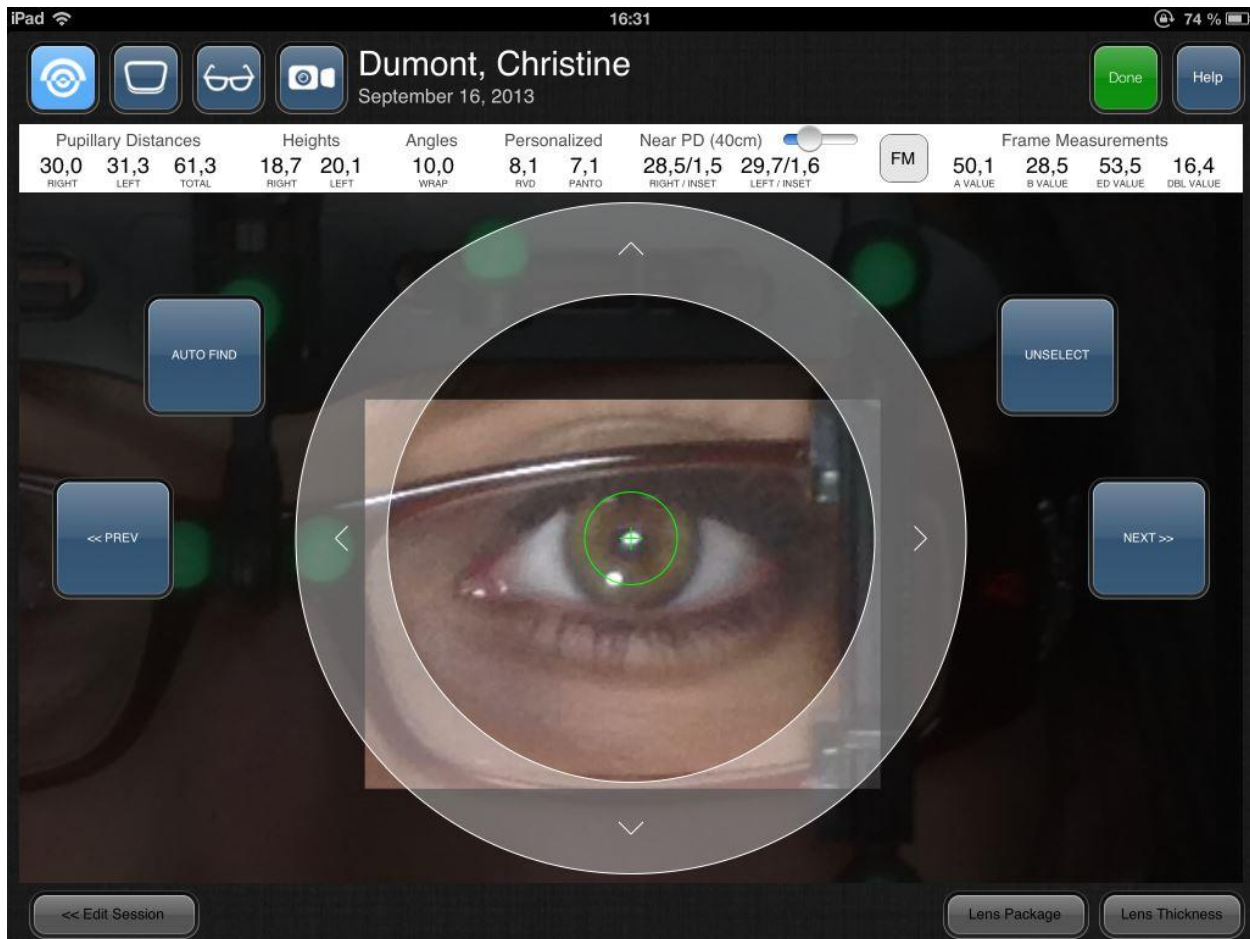 iPad 16:31 74 %
Dumont, Christine
September 16, 2013
Done Help
Pupillary Distances Heights Angles Personalized Near PD (40cm) FM Frame Measurements
30,0 31,3 61,3 18,7 20,1 10,0 8,1 7,1 28,5/1,5 29,7/1,6 50,1 28,5 53,5 16,4
RIGHT LEFT TOTAL RIGHT LEFT WRAP RVD PANTO RIGHT / INSET LEFT / INSET A VALUE B VALUE ED VALUE DBL VALUE
AUTO FIND UNSELECT
<< PREV NEXT >>
<< Edit Session Lens Package Lens Thickness